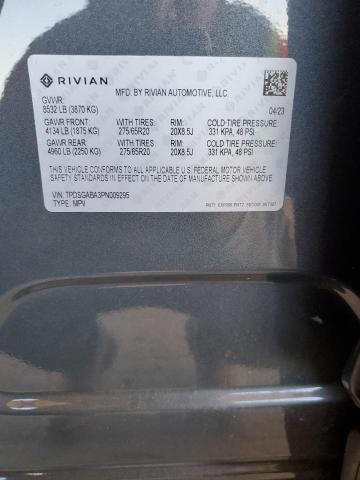 RIVIAN
MFD. BY RIVIAN AUTOMOTIVE, LLC.
GVWR:
8532 LB (3870 KG) 04/23
GAWR FRONT: WITH TIRES: RIM: COLD TIRE PRESSURE:
4134 LB (1875 KG) 275/65R20 20X8.5J 331 KPA, 48 PSI
GAWR REAR: WITH TIRES: RIM: COLD TIRE PRESSURE:
4960 LB (2250 KG) 275/65R20 20X8.5J 331 KPA, 48 PSI
THIS VEHICLE CONFORMS TO ALL APPLICABLE U.S. FEDERAL MOTOR VEHICLE
SAFETY STANDARDS IN EFFECT ON THE DATE OF MANUFACTURE SHOWN ABOVE.
VIN: 7PDSGABA3PN009295
TYPE: MPV